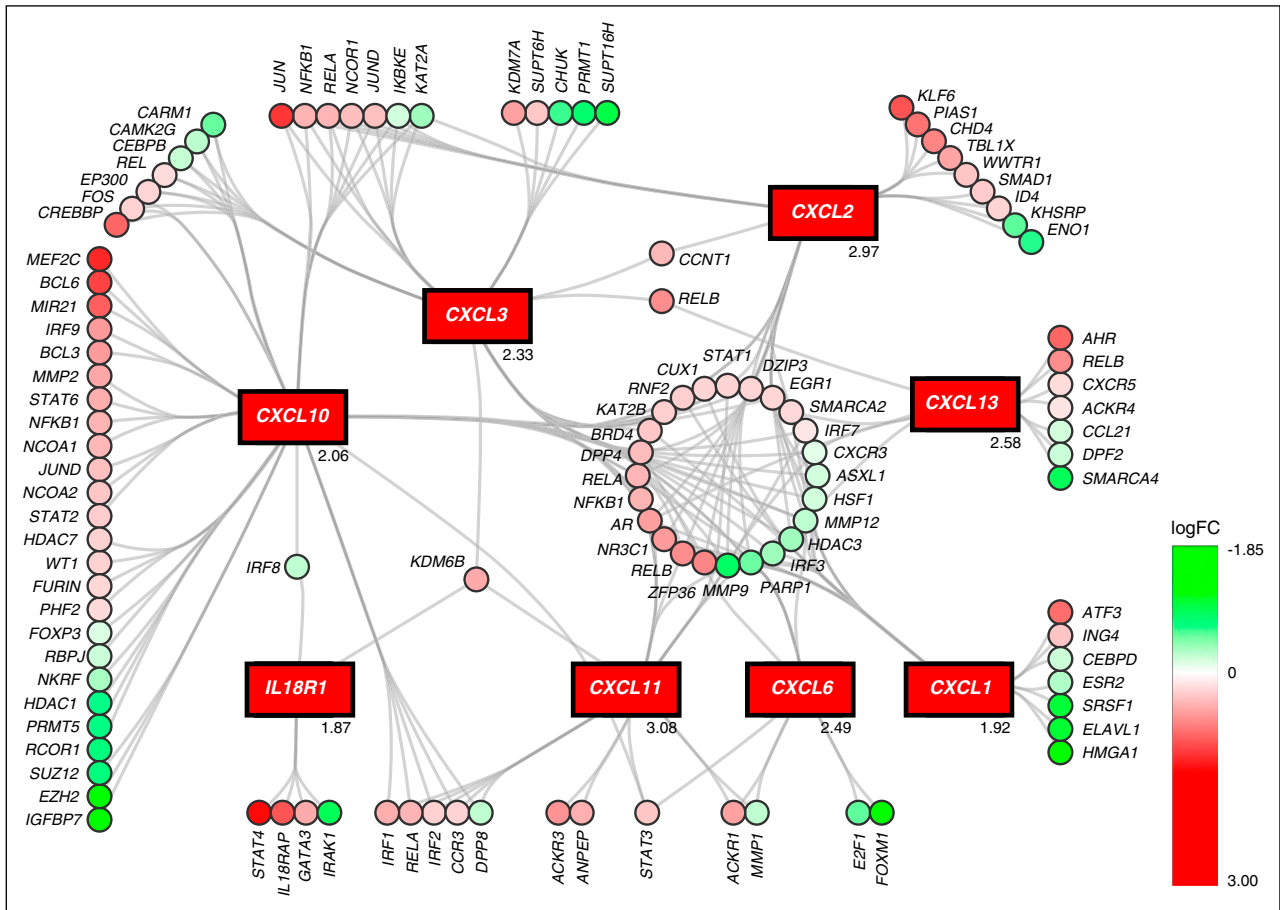 JUN
NFKB1
RELA
NCOR1
JUND
IKBKE
KAT2A
KDM7A
SUPT6H
CHUK
PRMT1
SUPT16H
KLF6
PIAS1
CHD4
TBL1X
WWTR1
SMAD1
ID4
KHSRP
ENO1
CARM1
CAMK2G
CEBPB
REL
EP300
FOS
CREBBP
CXCL2
2.97
CCNT1
RELB
CXCL3
2.33
MEF2C
BCL6
MIR21
IRF9
BCL3
MMP2
STAT6
NFKB1
NCOA1
JUND
NCOA2
STAT2
HDAC7
WT1
FURIN
PHF2
FOXP3
RBPJ
NKRF
HDAC1
PRMT5
RCOR1
SUZ12
EZH2
IGFBP7
CXCL10
2.06
STAT1
DZIP3
EGR1
SMARCA2
IRF7
CXCR3
ASXL1
HSF1
MMP12
HDAC3
IRF3
PARP1
MMP9
ZFP36
RELB
NR3C1
AR
NFKB1
RELA
DPP4
BRD4
KAT2B
RNF2
CUX1
CXCL13
2.58
AHR
RELB
CXCR5
ACKR4
CCL21
DPF2
SMARCA4
IRF8
KDM6B
IL18R1
1.87
CXCL11
3.08
CXCL6
2.49
CXCL1
1.92
ATF3
ING4
CEBPD
ESR2
SRSF1
ELAVL1
HMGA1
STAT4
IL18RAP
GATA3
IRAK1
IRF1
RELA
IRF2
CCR3
DPP8
ACKR3
ANPEP
STAT3
ACKR1
MMP1
E2F1
FOXM1
logFC
-1.85
0
3.00